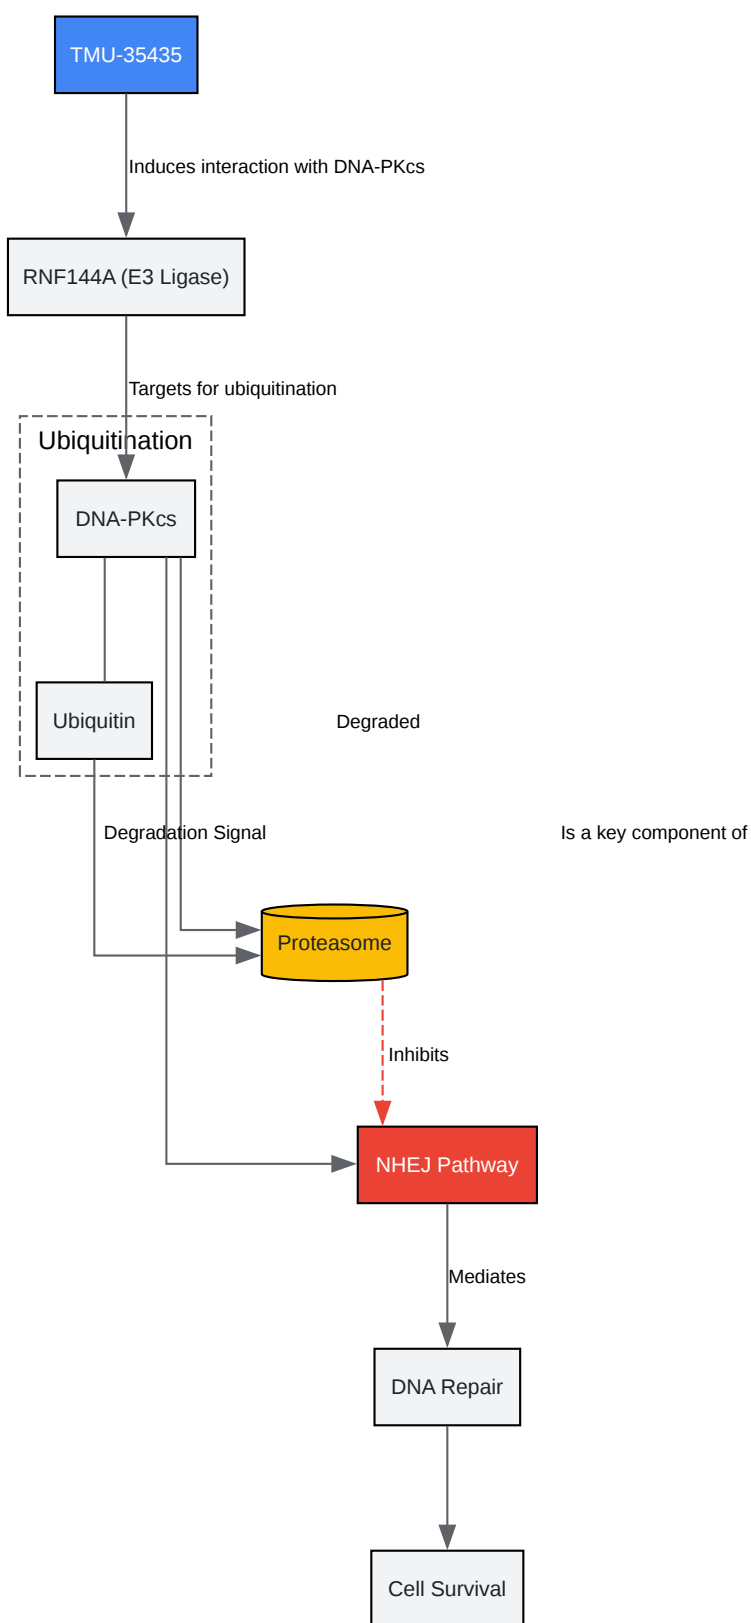 TMU-35435
Induces interaction with DNA-PKcs
RNF144A (E3 Ligase)
Targets for ubiquitination
Ubiquitination
DNA-PKcs
Ubiquitin
Degraded
Degradation Signal
Is a key component of
Proteasome
Inhibits
NHEJ Pathway
Mediates
DNA Repair
Cell Survival